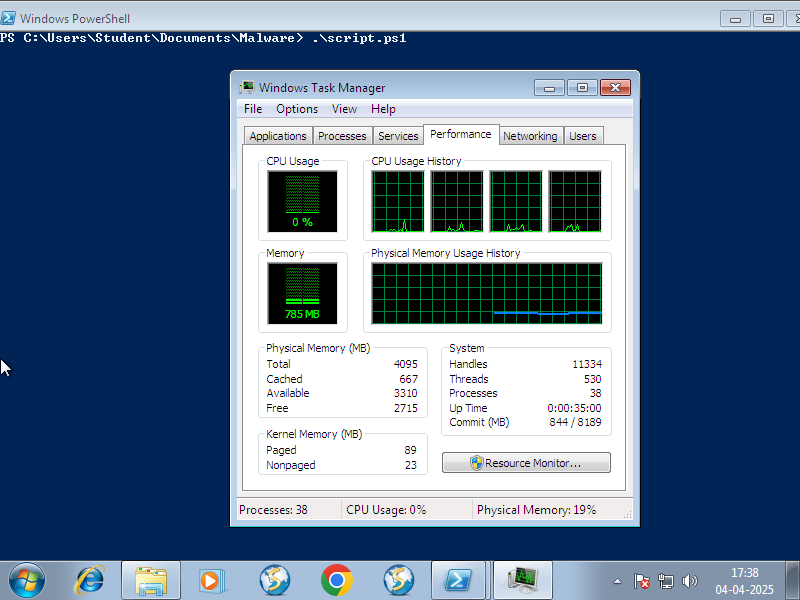 Windows PowerShell
PS C:\Users\Student\Documents\Malware> .\script.ps1
Windows Task Manager
File Options View Help
Applications Processes Services Performance Networking Users
CPU Usage
CPU Usage History
0 %
Memory
Physical Memory Usage History
785 MB
Physical Memory (MB)
Total 4095
Cached 667
Available 3310
Free 2715
System
Handles 11334
Threads 530
Processes 38
Up Time 0:00:35:00
Commit (MB) 844 / 8189
Kernel Memory (MB)
Paged 89
Nonpaged 23
Resource Monitor...
Processes: 38 CPU Usage: 0% Physical Memory: 19%
17:38
04-04-2025